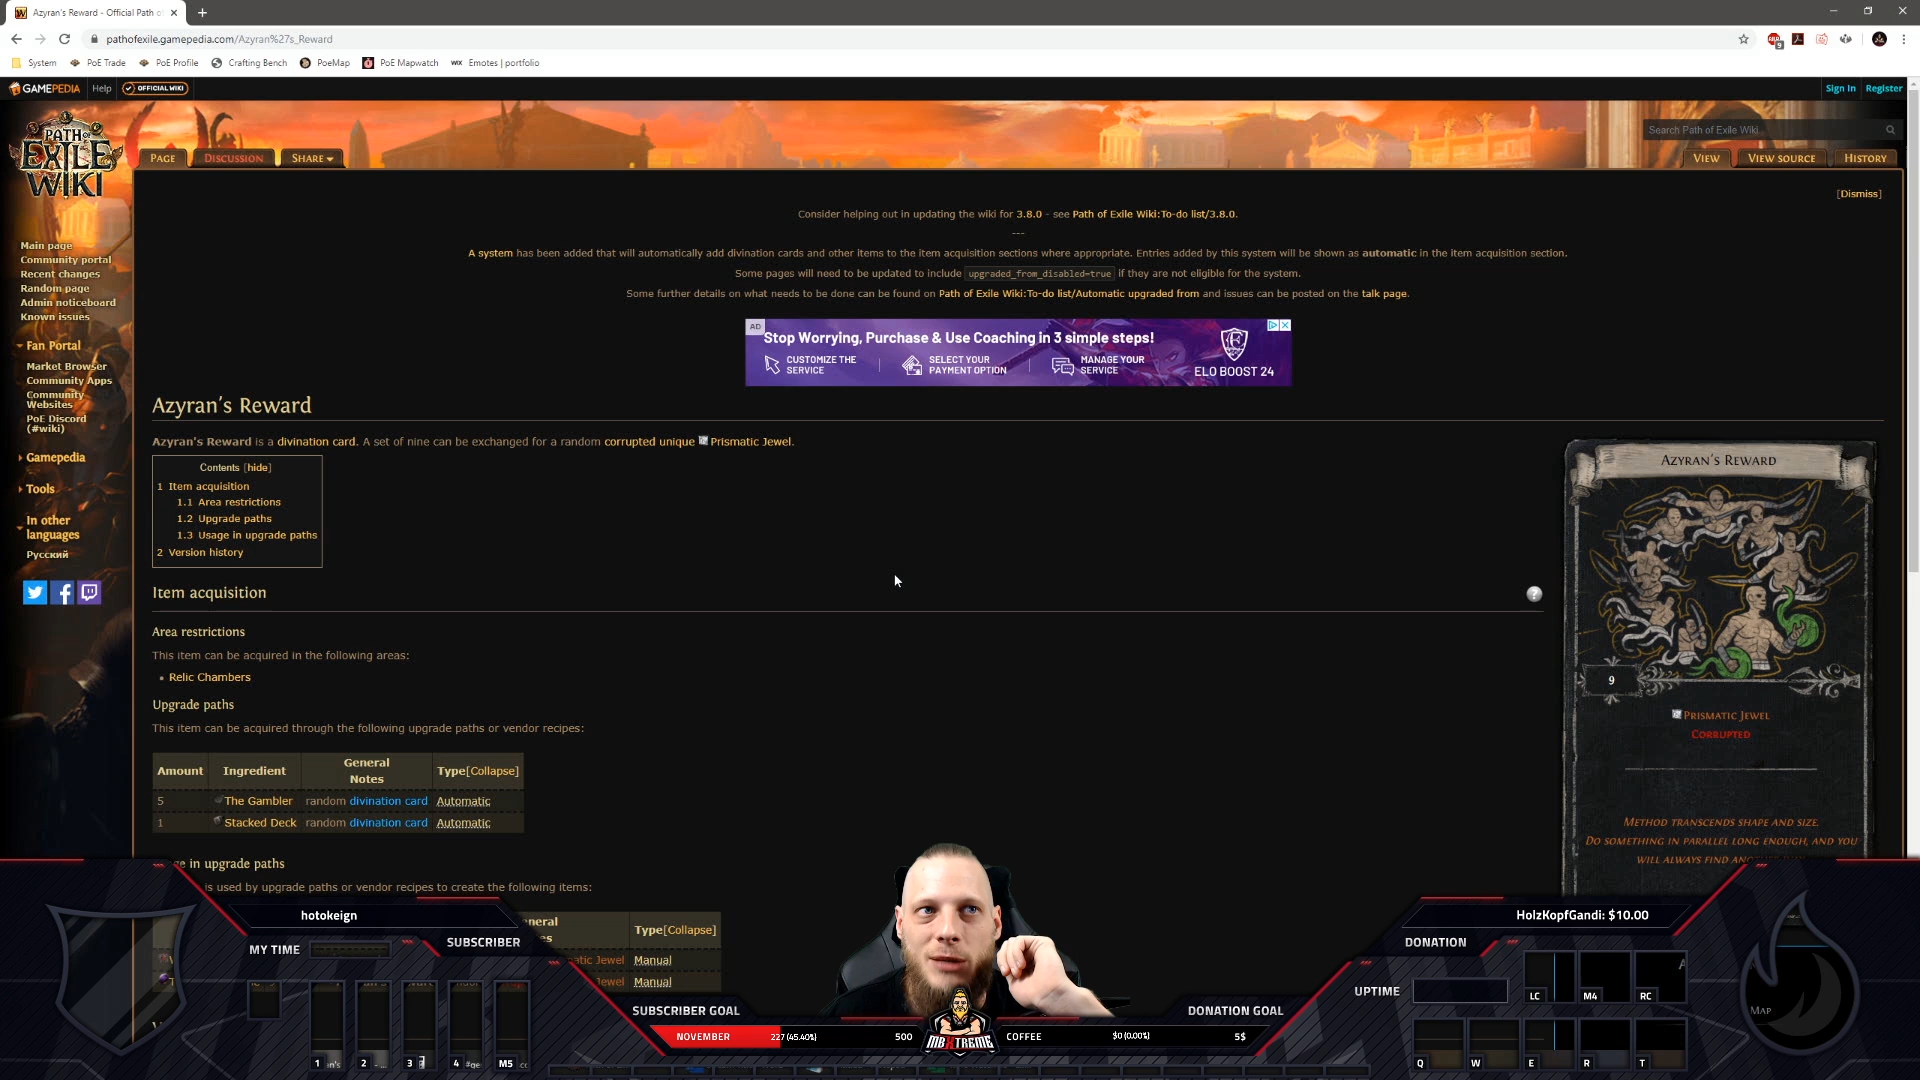 Azyran's Reward - Official Path o
pathofexile.gamepedia.com/Azyran%27s_Reward
System PoE Trade PoE Profile Crafting Bench PoeMap PoE Mapwatch Emotes | portfolio
GAMEPEDIA Help OFFICIAL WIKI Sign In Register
PATH OF EXILE WIKI
Search Path of Exile Wiki
PAGE DISCUSSION SHARE VIEW VIEW SOURCE HISTORY
[Dismiss]
Consider helping out in updating the wiki for 3.8.0 - see Path of Exile Wiki:To-do list/3.8.0.
---
A system has been added that will automatically add divination cards and other items to the item acquisition sections where appropriate. Entries added by this system will be shown as automatic in the item acquisition section.
Some pages will need to be updated to include upgraded_from_disabled=true if they are not eligible for the system.
Some further details on what needs to be done can be found on Path of Exile Wiki:To-do list/Automatic upgraded from and issues can be posted on the talk page.
Main page
Community portal
Recent changes
Random page
Admin noticeboard
Known issues
Fan Portal
Market Browser
Community Apps
Community Websites
PoE Discord (#wiki)
Gamepedia
Tools
In other languages
Русский
AD
Stop Worrying, Purchase & Use Coaching in 3 simple steps!
CUSTOMIZE THE SERVICE
SELECT YOUR PAYMENT OPTION
MANAGE YOUR SERVICE
ELO BOOST 24
Azyran's Reward
Azyran's Reward is a divination card. A set of nine can be exchanged for a random corrupted unique Prismatic Jewel.
Contents [hide]
1 Item acquisition
1.1 Area restrictions
1.2 Upgrade paths
1.3 Usage in upgrade paths
2 Version history
Item acquisition
?
Area restrictions
This item can be acquired in the following areas:
Relic Chambers
Upgrade paths
This item can be acquired through the following upgrade paths or vendor recipes:
Amount Ingredient General Notes Type[Collapse]
5 The Gambler random divination card Automatic
1 Stacked Deck random divination card Automatic
ge in upgrade paths
is used by upgrade paths or vendor recipes to create the following items:
neral
es
Type[Collapse]
matic Jewel Manual
Jewel Manual
AZYRAN'S REWARD
9
PRISMATIC JEWEL
CORRUPTED
METHOD TRANSCENDS SHAPE AND SIZE.
DO SOMETHING IN PARALLEL LONG ENOUGH, AND YOU
WILL ALWAYS FIND
hotokeign
MY TIME
SUBSCRIBER
HolzKopfGandi: $10.00
DONATION
UPTIME
LC M4 RC
MAP
SUBSCRIBER GOAL
NOVEMBER 227 (45.40%) 500
MBXTREME
DONATION GOAL
COFFEE $0 (0.00%) 5$
1 2 3 4 M5
Q W E R T